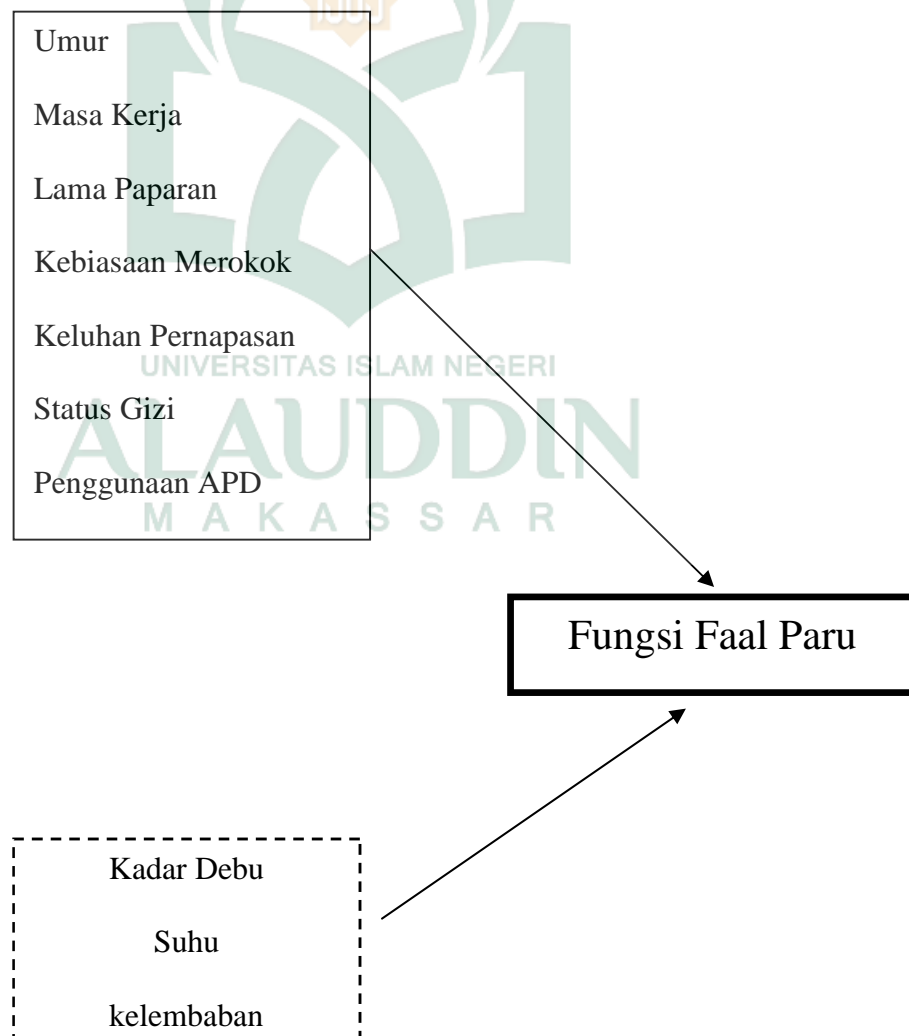 Umur
Masa Kerja
Lama Paparan
Kebiasaan Merokok
Keluhan Pernapasan
UNIVERSITAS ISLAM NEGERI
Status Gizi
ALAUDDIN
Penggunaan APD
MAKASSAR
Fungsi Faal Paru
Kadar Debu
Suhu
kelembaban